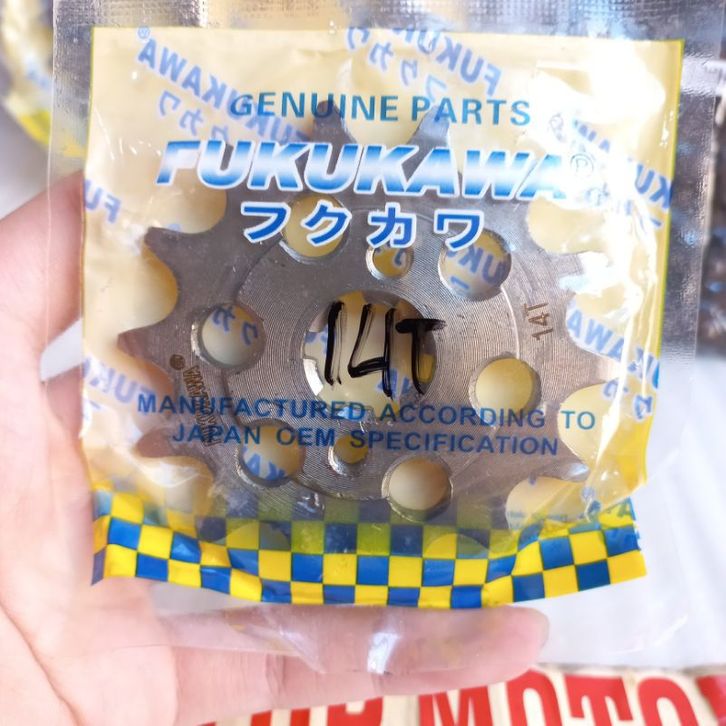 GENUINE PARTS
FUKUKAWA®
フクカワ
14T
14T
MANUFACTURED ACCORDING TO
JAPAN OEM SPECIFICATION